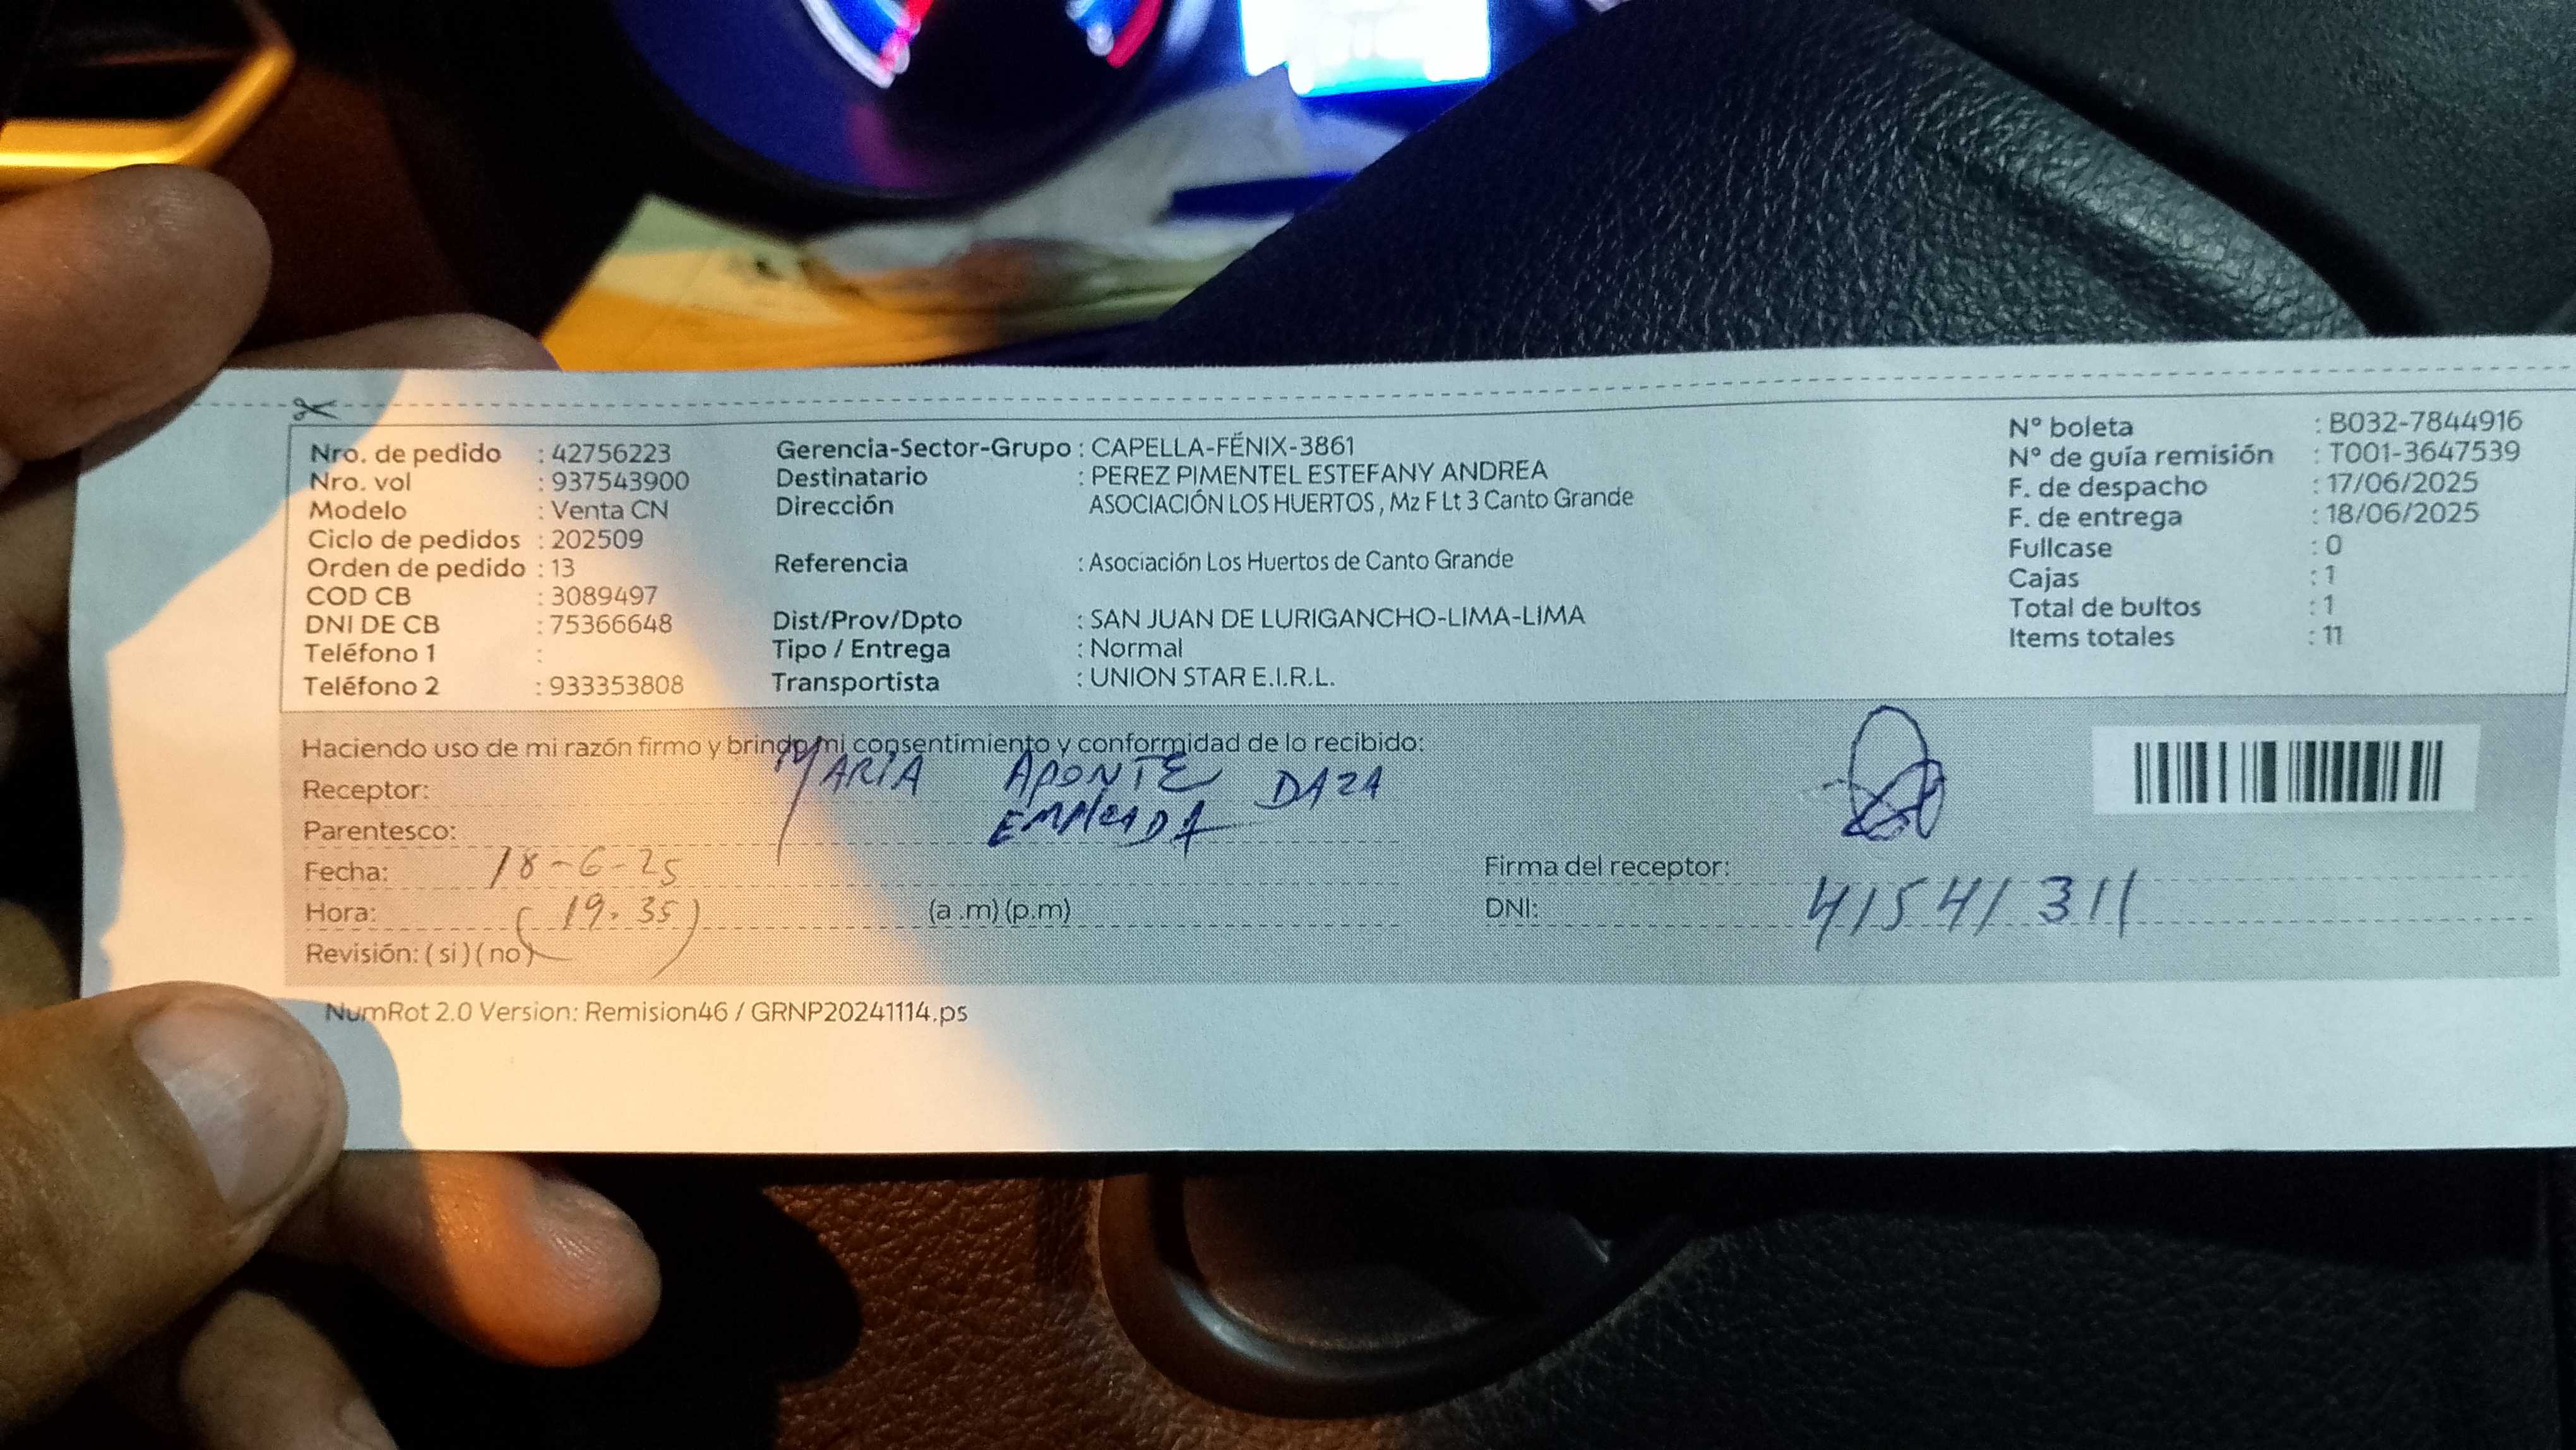 Nro. de pedido : 42756223
Nro. vol : 937543900
Modelo : Venta CN
Ciclo de pedidos : 202509
Orden de pedido : 13
COD CB : 3089497
DNI DE CB : 75366648
Teléfono 1 :
Teléfono 2 : 933353808
Gerencia-Sector-Grupo : CAPELLA-FÉNIX-3861
Destinatario : PEREZ PIMENTEL ESTEFANY ANDREA
Dirección ASOCIACIÓN LOS HUERTOS, Mz F Lt 3 Canto Grande
Referencia : Asociación Los Huertos de Canto Grande
Dist/Prov/Dpto : SAN JUAN DE LURIGANCHO-LIMA-LIMA
Tipo / Entrega : Normal
Transportista : UNION STAR E.I.R.L.
Nº boleta : B032-7844916
Nº de guía remisión : T001-3647539
F. de despacho : 17/06/2025
F. de entrega : 18/06/2025
Fullcase : 0
Cajas : 1
Total de bultos : 1
Items totales : 11
Haciendo uso de mi razón firmo y brindo mi consentimiento y conformidad de lo recibido:
Receptor: MARIA APONTE DAZA
Parentesco: EMPLEADA
Fecha: 18-6-25
Hora: (19.35) (a .m) (p.m)
Revisión: ( si ) ( no )
Firma del receptor:
DNI: 41541311
NumRot 2.0 Version: Remision46 / GRNP20241114.ps